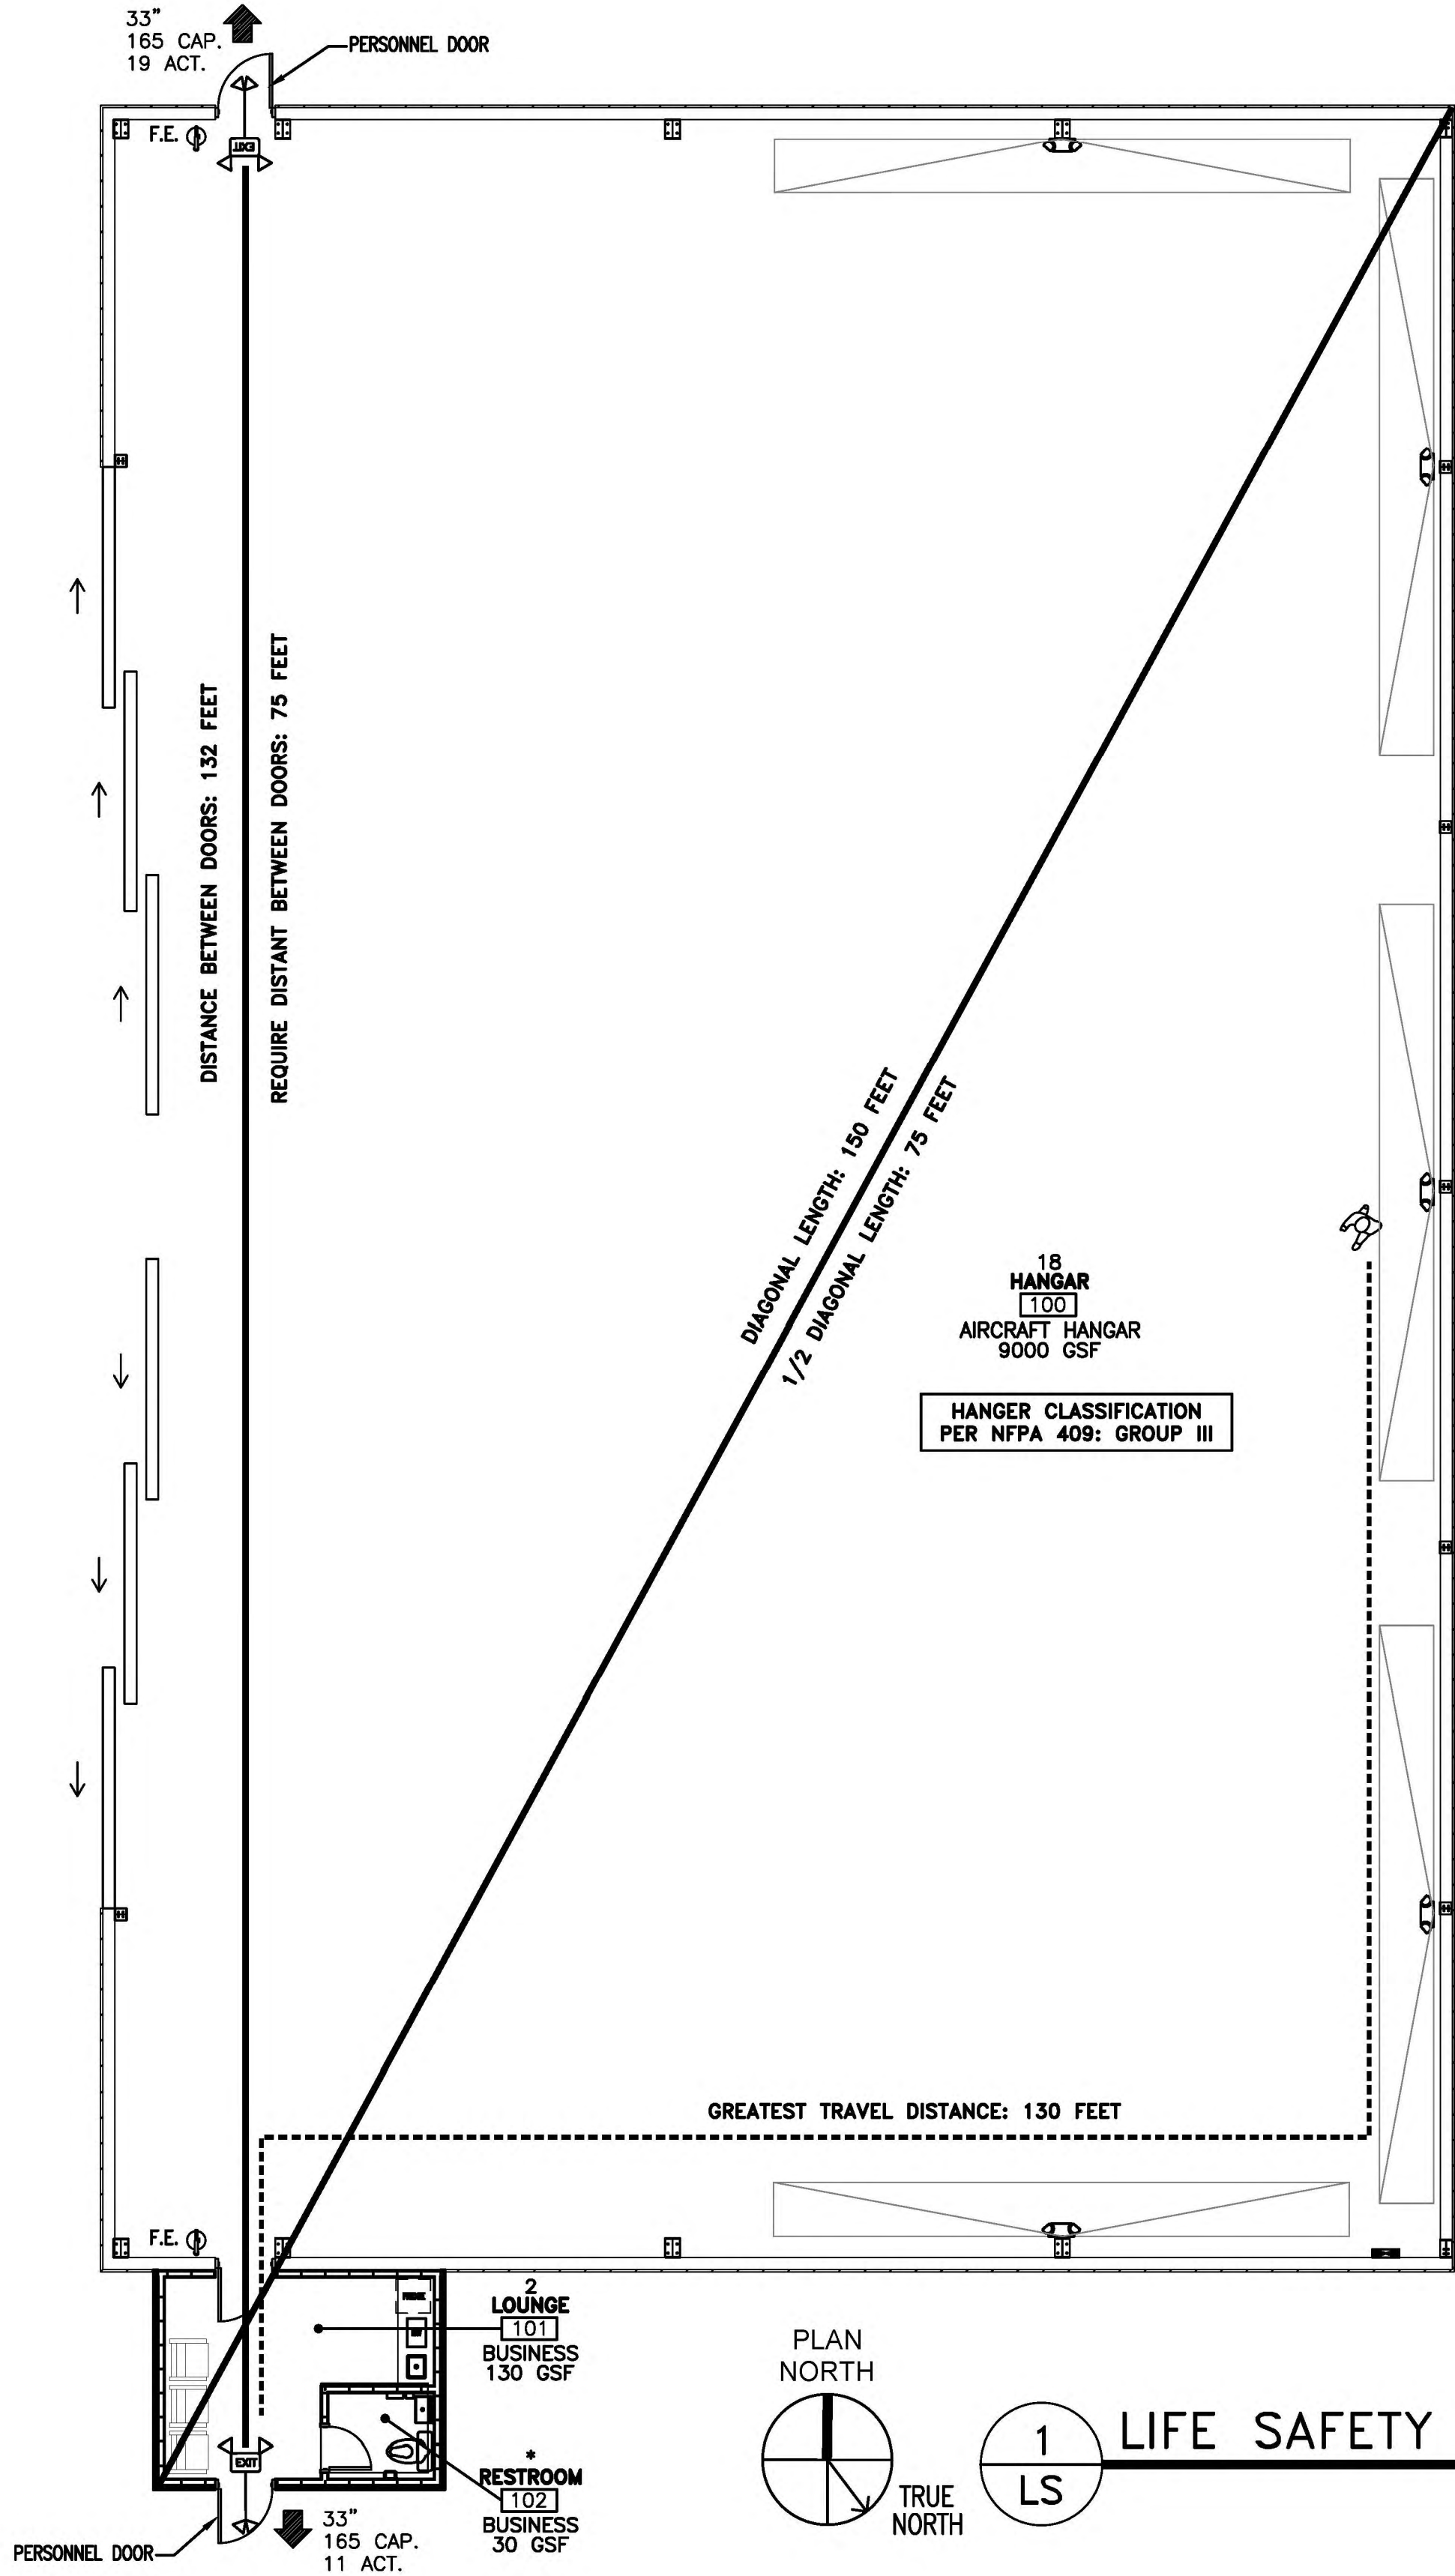 33"
165 CAP.
19 ACT.
PERSONNEL DOOR
F.E.
EXIT
DISTANCE BETWEEN DOORS: 132 FEET
REQUIRE DISTANT BETWEEN DOORS: 75 FEET
DIAGONAL LENGTH: 150 FEET
1/2 DIAGONAL LENGTH: 75 FEET
18
HANGAR
100
AIRCRAFT HANGAR
9000 GSF
HANGER CLASSIFICATION
PER NFPA 409: GROUP III
GREATEST TRAVEL DISTANCE: 130 FEET
F.E.
2
LOUNGE
101
BUSINESS
130 GSF
EXIT
*
RESTROOM
102
BUSINESS
30 GSF
33"
165 CAP.
11 ACT.
PERSONNEL DOOR
PLAN
NORTH
TRUE
NORTH
1
LS
LIFE SAFETY